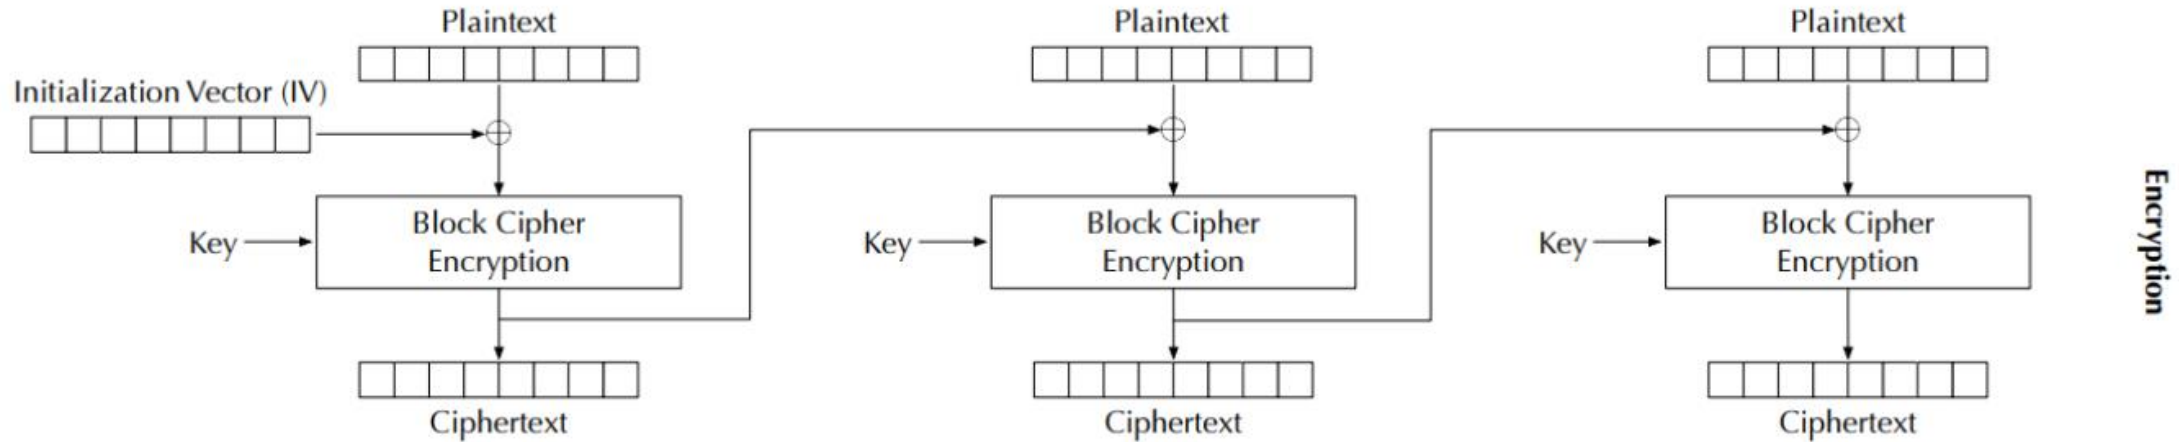 Plaintext
Plaintext
Plaintext
Initialization Vector (IV)
Key
Block Cipher
Encryption
Key
Block Cipher
Encryption
Key
Block Cipher
Encryption
Encryption
Ciphertext
Ciphertext
Ciphertext